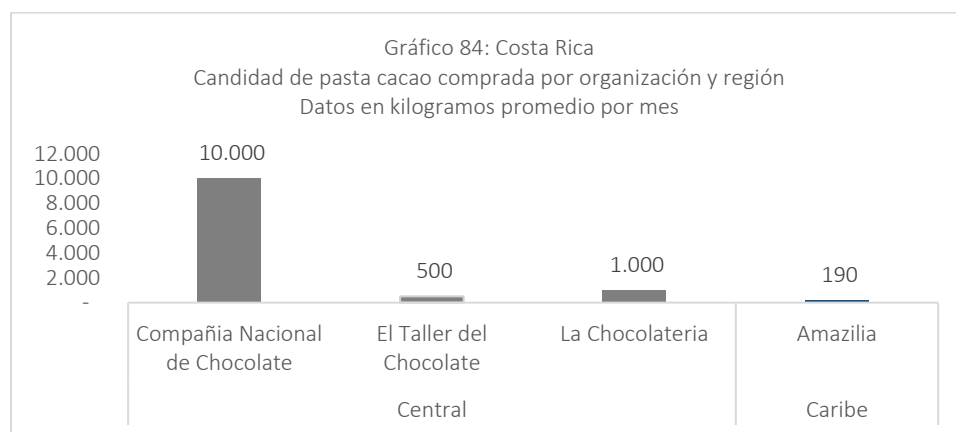 Gráfico 84: Costa Rica
Candidad de pasta cacao comprada por organización y región
Datos en kilogramos promedio por mes
12.000
10.000
8.000
6.000
4.000
2.000
-
10.000
500
1.000
190
Compañia Nacional
de Chocolate
El Taller del
Chocolate
La Chocolateria
Amazilia
Central
Caribe